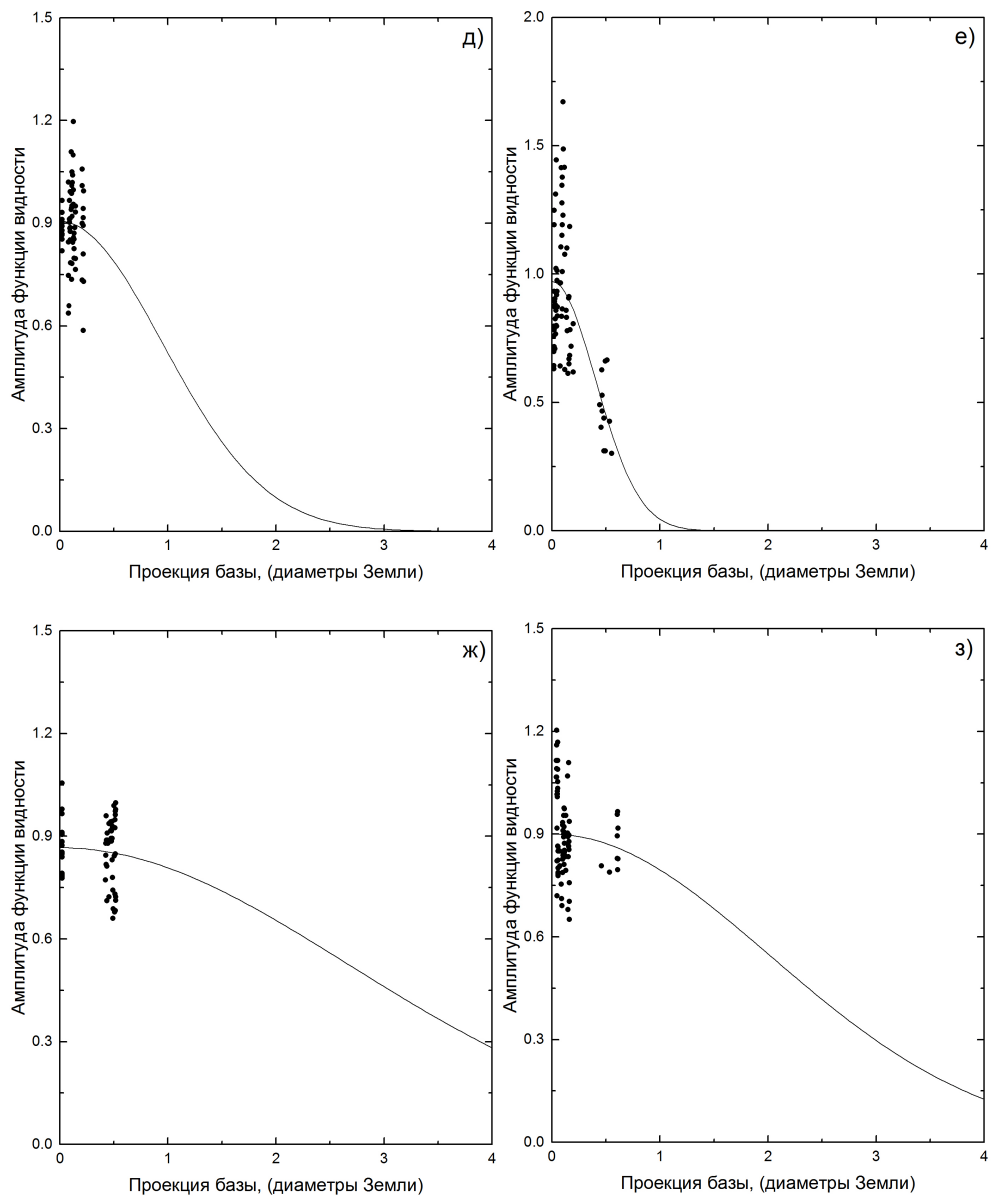 д)
1.5
1.2
0.9
0.6
0.3
0.0
Амплитуда функции видности
0 1 2 3 4
Проекция базы, (диаметры Земли)
е)
2.0
1.5
1.0
0.5
0.0
Амплитуда функции видности
0 1 2 3 4
Проекция базы, (диаметры Земли)
ж)
1.5
1.2
0.9
0.6
0.3
0.0
Амплитуда функции видности
0 1 2 3 4
Проекция базы, (диаметры Земли)
з)
1.5
1.2
0.9
0.6
0.3
0.0
Амплитуда функции видности
0 1 2 3 4
Проекция базы, (диаметры Земли)